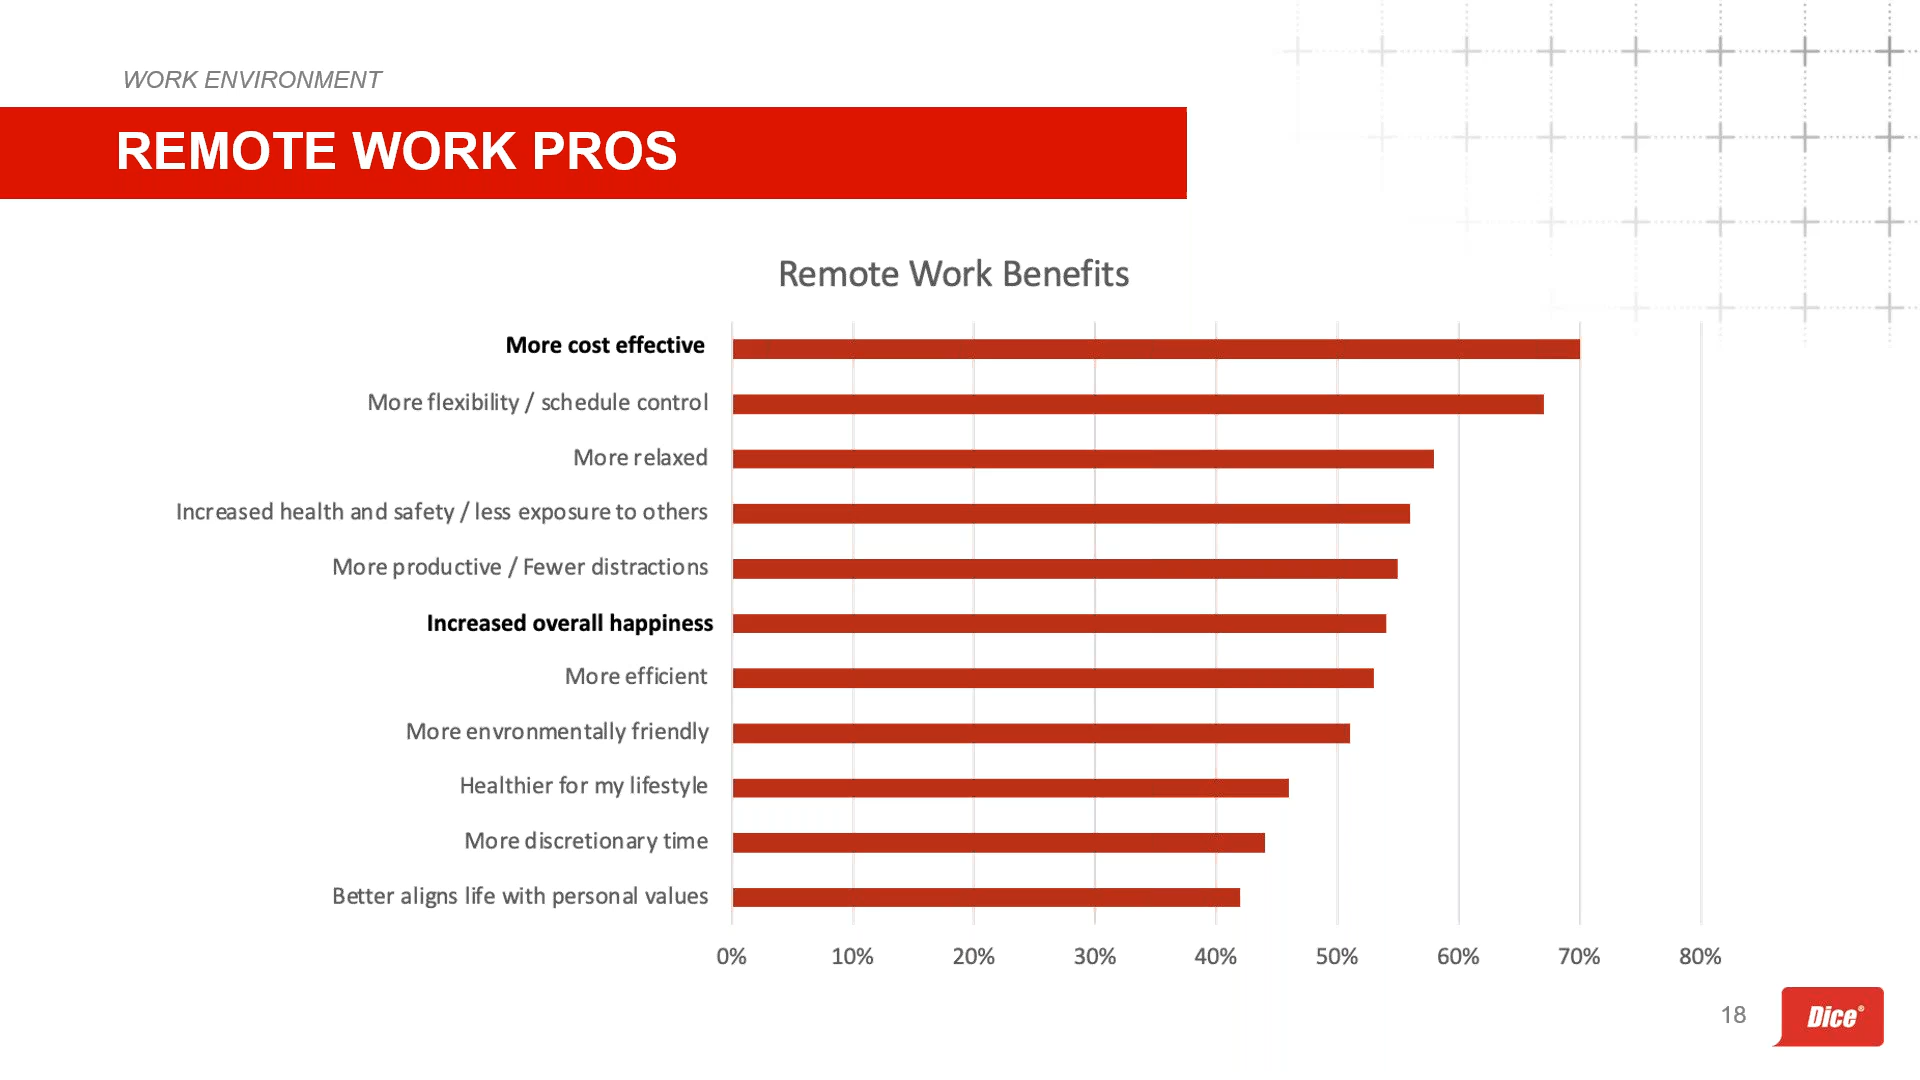 WORK ENVIRONMENT
REMOTE WORK PROS
Remote Work Benefits
More cost effective
More flexibility / schedule control
More relaxed
Increased health and safety / less exposure to others
More productive / Fewer distractions
Increased overall happiness
More efficient
More envronmentally friendly
Healthier for my lifestyle
More discretionary time
Better aligns life with personal values
0% 10% 20% 30% 40% 50% 60% 70% 80%
18
Dice®